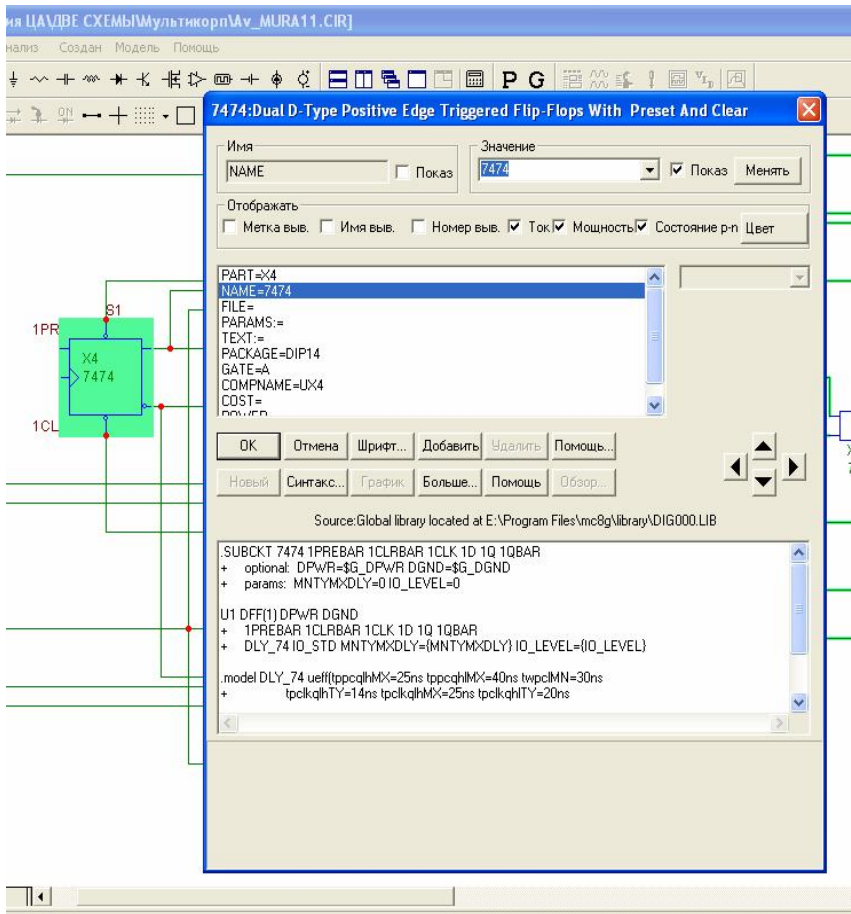 ия ЦА\ДВЕ СХЕМЫ\Мультикорп\Av_MURA11.CIR]
нализ Создан Модель Помощь
P G
7474:Dual D-Type Positive Edge Triggered Flip-Flops With Preset And Clear
Имя
NAME
Показ
Значение
7474
Показ
Менять
Отображать
Метка выв. Имя выв. Номер выв. Ток Мощность Состояние p-n Цвет
PART=X4
NAME=7474
FILE=
PARAMS:=
TEXT:=
PACKAGE=DIP14
GATE=A
COMPNAME=UX4
COST=
POWER
S1
1PR
X4
7474
1CL
OK Отмена Шрифт... Добавить Удалить Помощь...
Новый Синтакс... График Больше... Помощь Обзор...
Source:Global library located at E:\Program Files\mc8g\library\DIG000.LIB
.SUBCKT 7474 1PREBAR 1CLRBAR 1CLK 1D 1Q 1QBAR
+ optional: DPWR=$G_DPWR DGND=$G_DGND
+ params: MNTYMXDLY=0 IO_LEVEL=0
U1 DFF(1) DPWR DGND
+ 1PREBAR 1CLRBAR 1CLK 1D 1Q 1QBAR
+ DLY_74 IO_STD MNTYMXDLY={MNTYMXDLY} IO_LEVEL={IO_LEVEL}
.model DLY_74 ueff(tppcqlhMX=25ns tppcqhlMX=40ns twpclMN=30ns
+ tpclkqlhTY=14ns tpclkqlhMX=25ns tpclkqhlTY=20ns